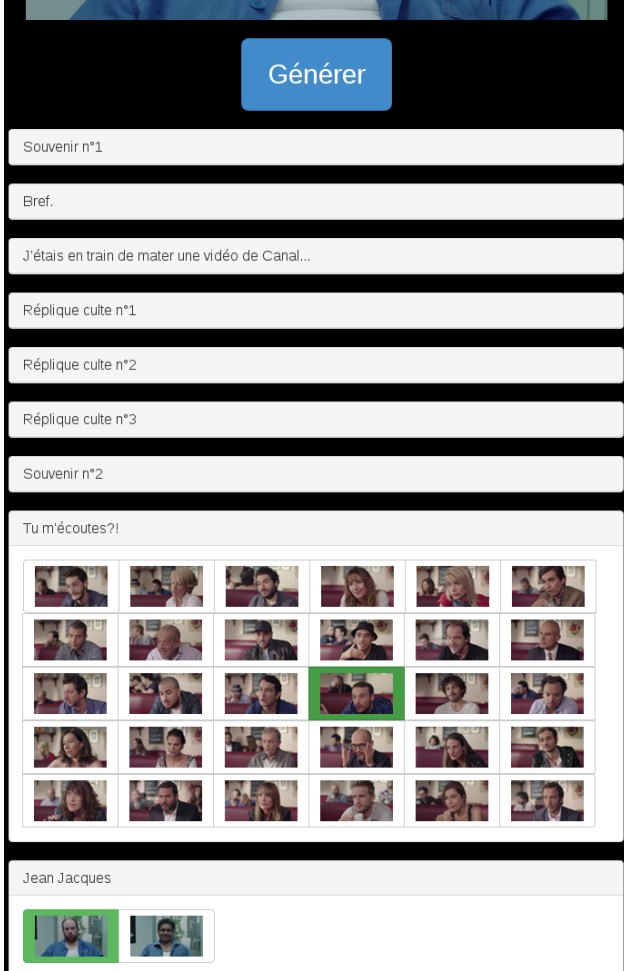 Générer
Souvenir n°1
Bref.
J'étais en train de mater une vidéo de Canal...
Réplique culte n°1
Réplique culte n°2
Réplique culte n°3
Souvenir n°2
Tu m'écoutes?!
Jean Jacques